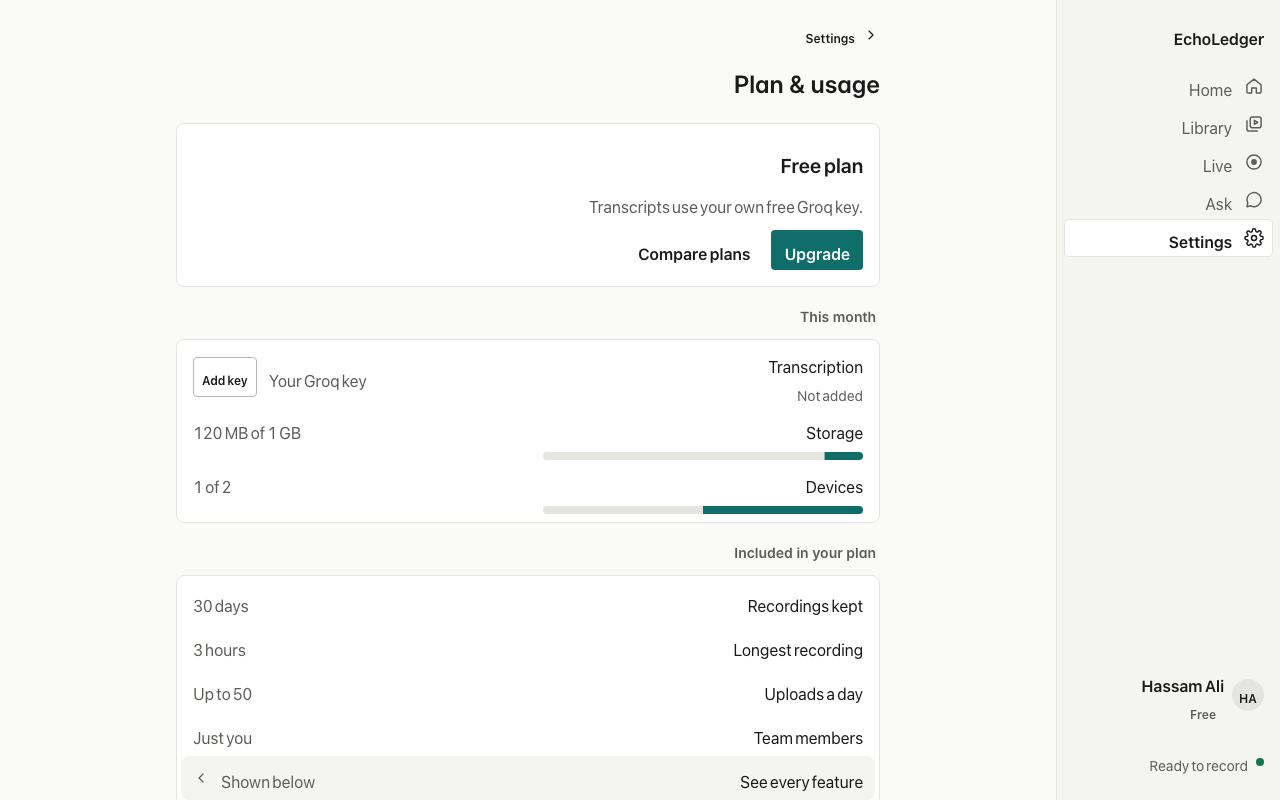 EchoLedger
Home
Library
Live
Ask
Settings
Hassam Ali
HA
Free
Ready to record
Settings
Plan & usage
Free plan
Transcripts use your own free Groq key.
Upgrade
Compare plans
This month
Transcription
Not added
Your Groq key
Add key
Storage
120 MB of 1 GB
Devices
1 of 2
Included in your plan
Recordings kept
30 days
Longest recording
3 hours
Uploads a day
Up to 50
Team members
Just you
See every feature
Shown below